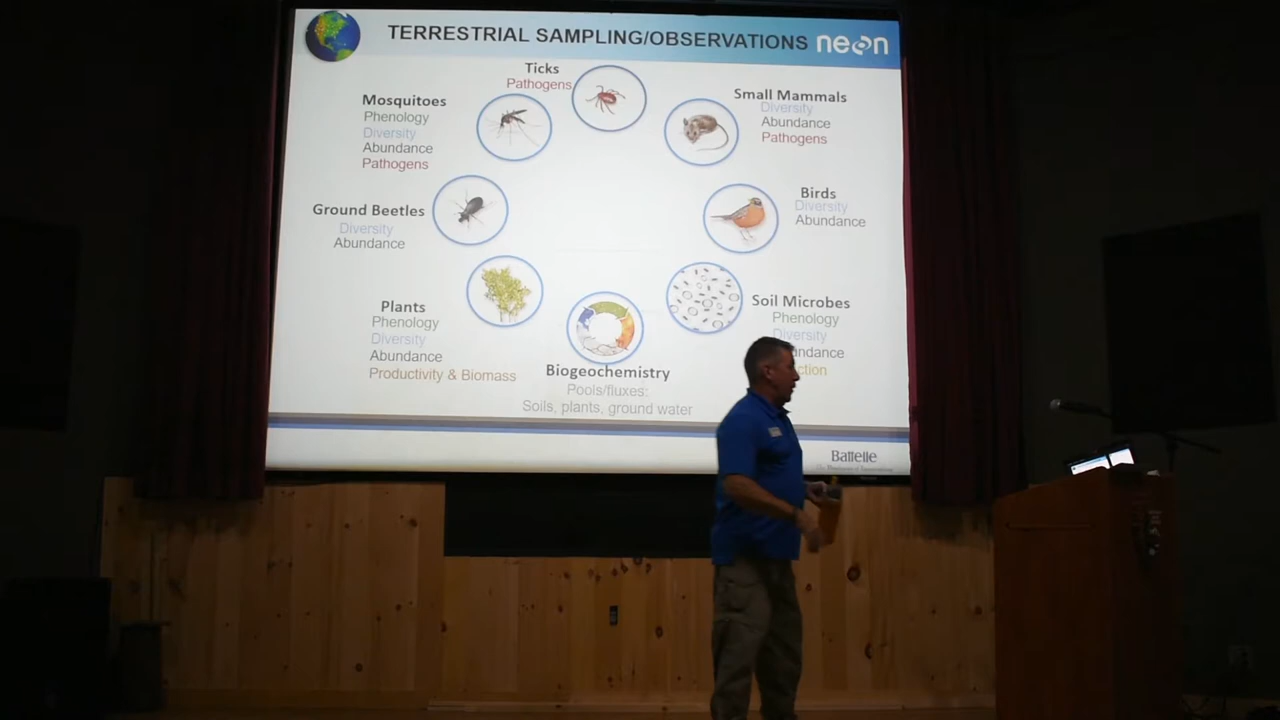 TERRESTRIAL SAMPLING/OBSERVATIONS
neon
Ticks
Pathogens
Mosquitoes
Phenology
Diversity
Abundance
Pathogens
Small Mammals
Diversity
Abundance
Pathogens
Ground Beetles
Diversity
Abundance
Birds
Diversity
Abundance
Plants
Phenology
Diversity
Abundance
Productivity & Biomass
Biogeochemistry
Pools/fluxes:
Soils, plants, ground water
Soil Microbes
Phenology
Diversity
Battelle